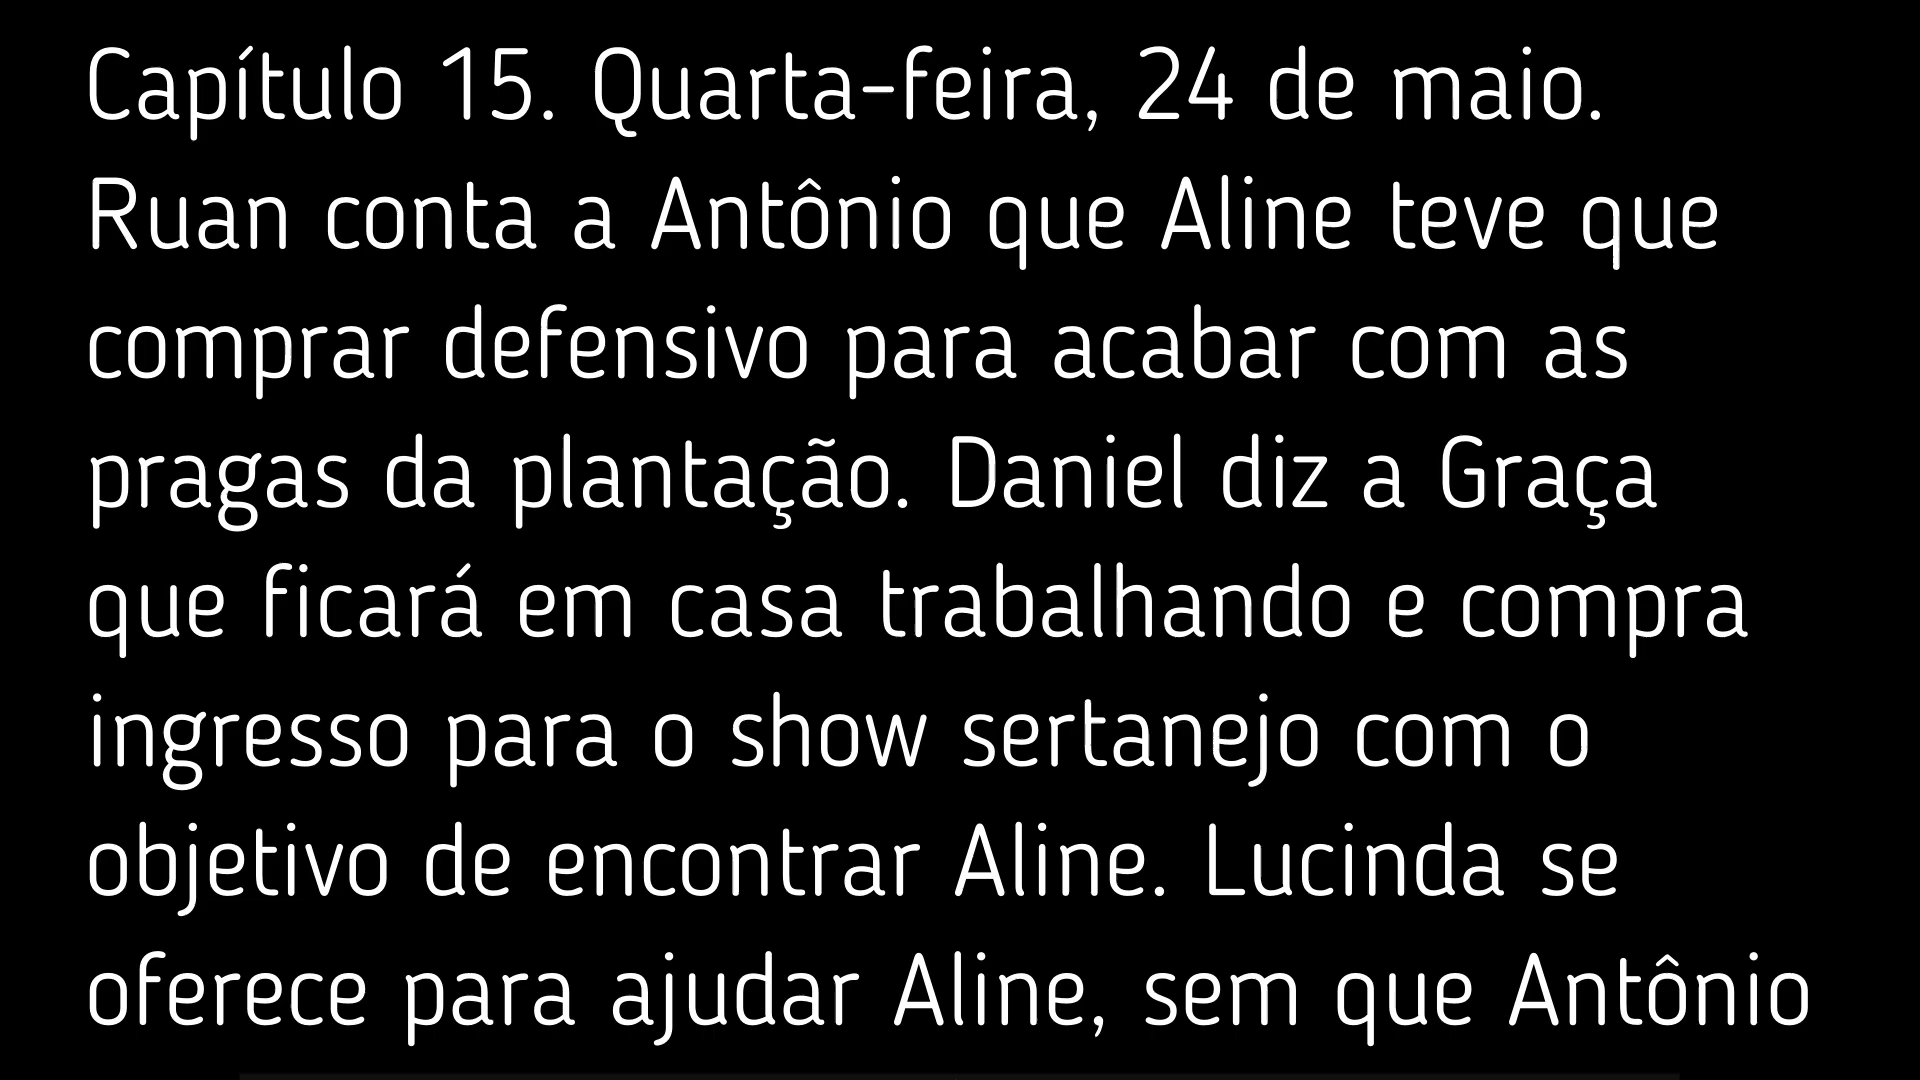 Capítulo 15. Quarta-feira, 24 de maio.
Ruan conta a Antônio que Aline teve que
comprar defensivo para acabar com as
pragas da plantação. Daniel diz a Graça
que ficará em casa trabalhando e compra
ingresso para o show sertanejo com o
objetivo de encontrar Aline. Lucinda se
oferece para ajudar Aline, sem que Antônio